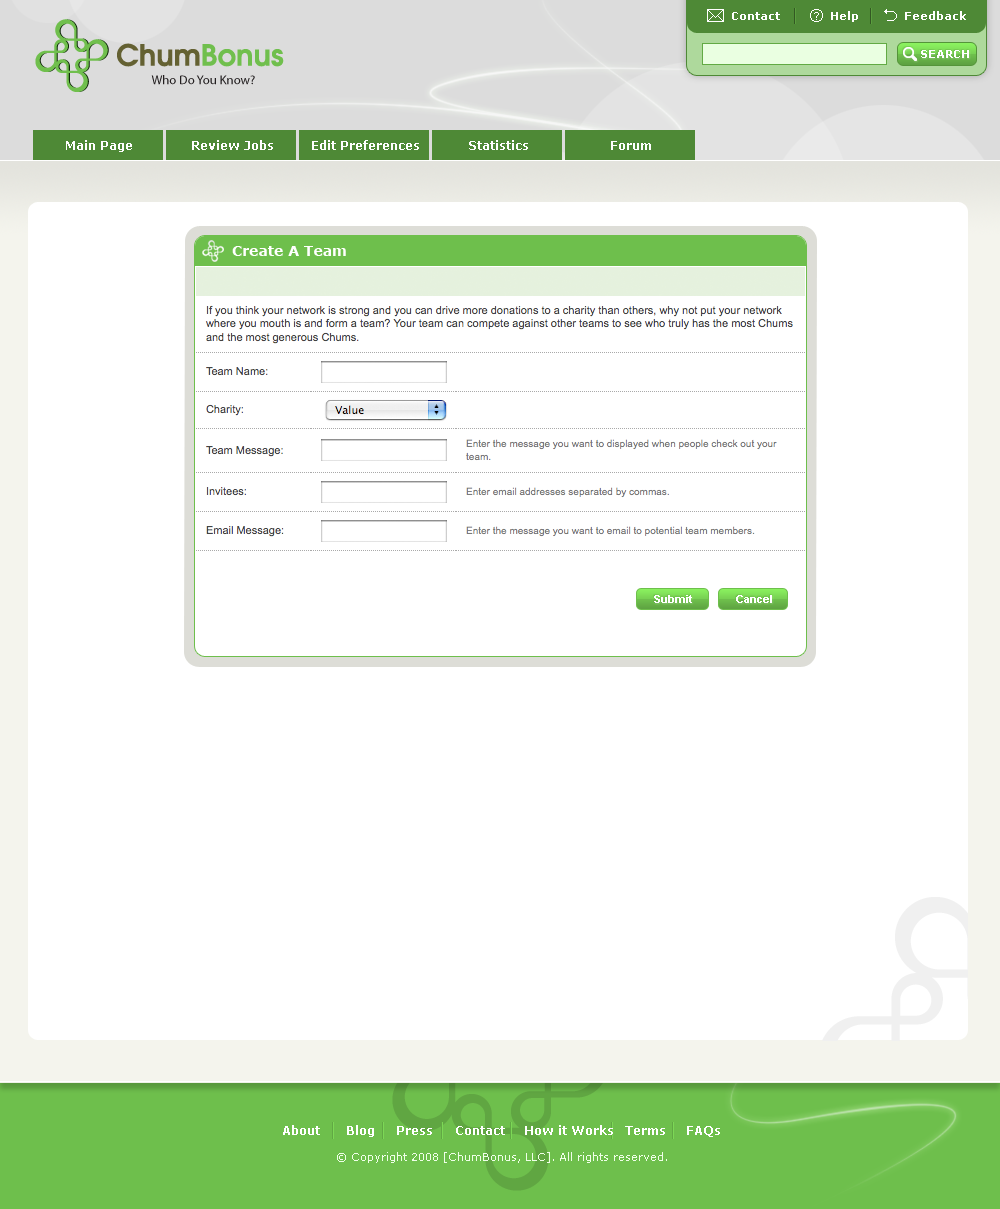 Contact Help Feedback
ChumBonus
Who Do You Know?
SEARCH
Main Page Review Jobs Edit Preferences Statistics Forum
Create A Team
If you think your network is strong and you can drive more donations to a charity than others, why not put your network
where you mouth is and form a team? Your team can compete against other teams to see who truly has the most Chums
and the most generous Chums.
Team Name:
Charity: Value
Team Message: Enter the message you want to displayed when people check out your
team.
Invitees: Enter email addresses separated by commas.
Email Message: Enter the message you want to email to potential team members.
Submit Cancel
About Blog Press Contact How it Works Terms FAQs
© Copyright 2008 [ChumBonus, LLC]. All rights reserved.